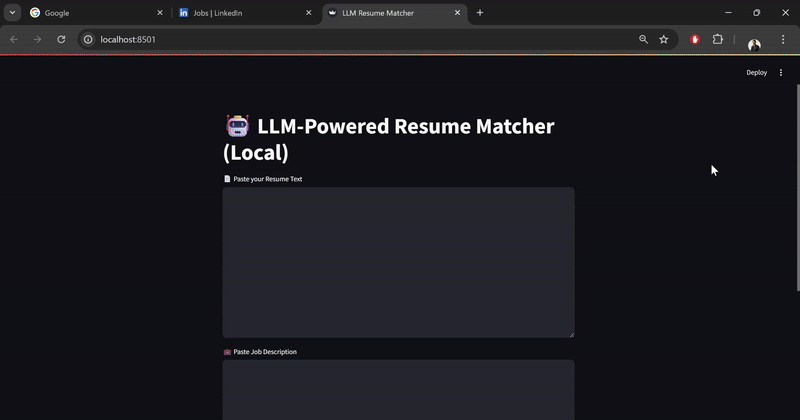 Google
Jobs | LinkedIn
LLM Resume Matcher
localhost:8501
Deploy
LLM-Powered Resume Matcher
(Local)
Paste your Resume Text
Paste Job Description